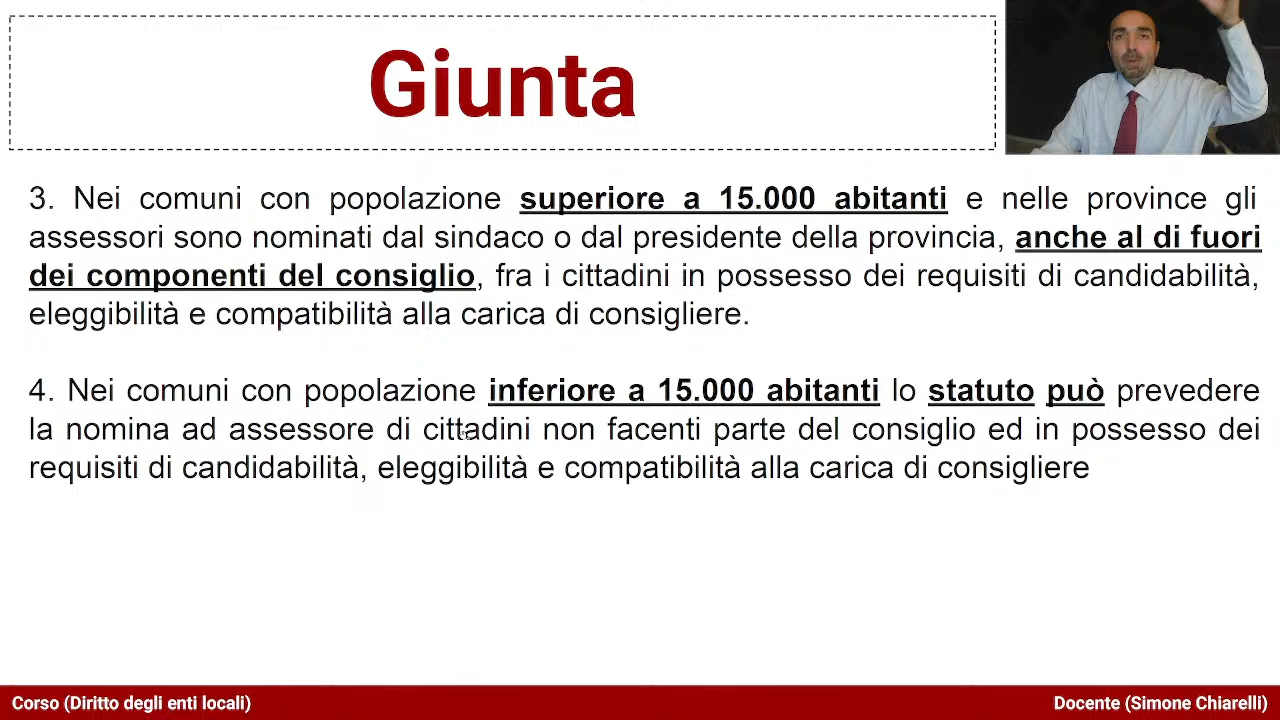 Giunta
3. Nei comuni con popolazione superiore a 15.000 abitanti e nelle province gli
assessori sono nominati dal sindaco o dal presidente della provincia, anche al di fuori
dei componenti del consiglio, fra i cittadini in possesso dei requisiti di candidabilità,
eleggibilità e compatibilità alla carica di consigliere.
4. Nei comuni con popolazione inferiore a 15.000 abitanti lo statuto può prevedere
la nomina ad assessore di cittadini non facenti parte del consiglio ed in possesso dei
requisiti di candidabilità, eleggibilità e compatibilità alla carica di consigliere
Corso (Diritto degli enti locali)
Docente (Simone Chiarelli)